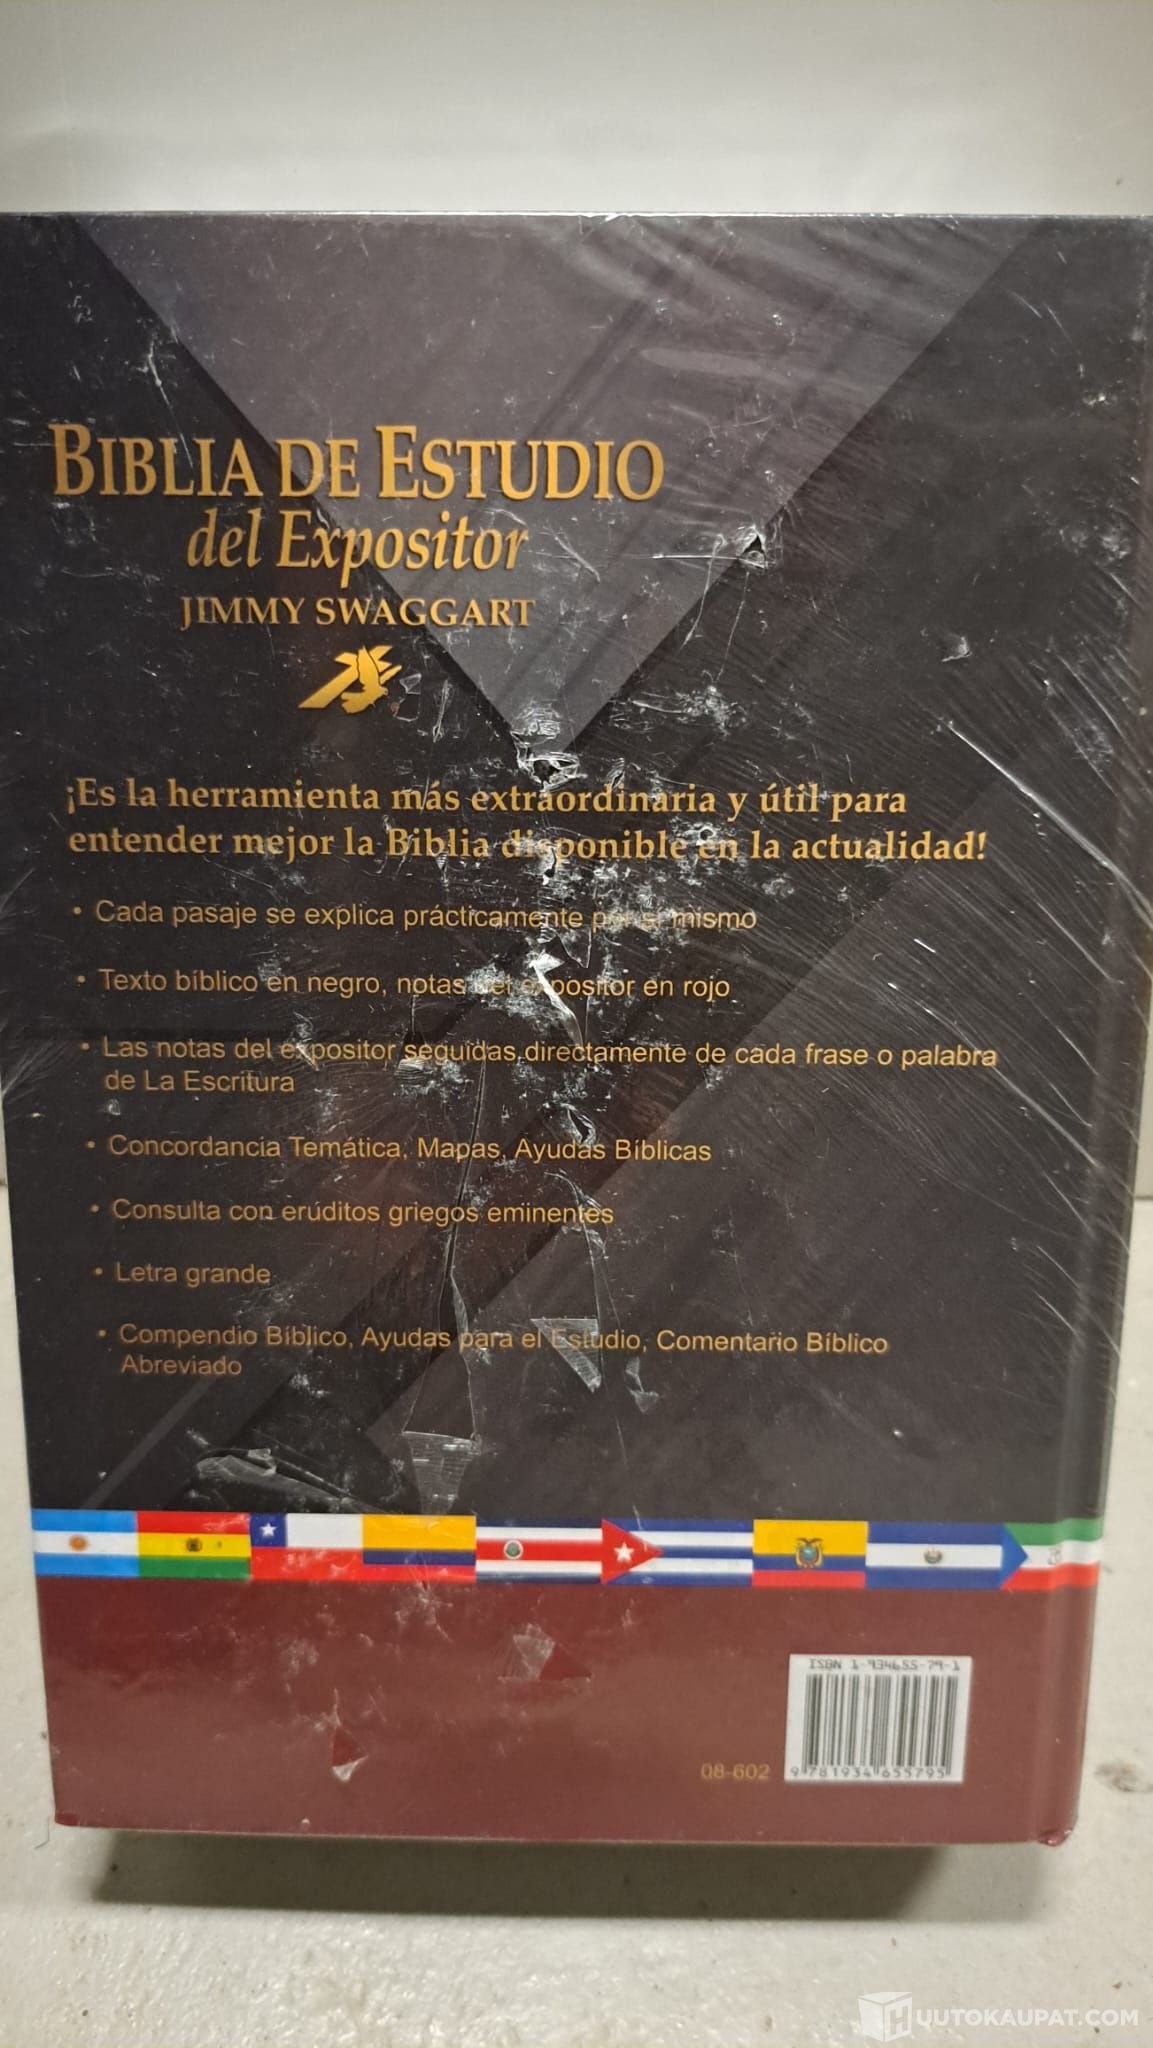 BIBLIA DE ESTUDIO
del Expositor
JIMMY SWAGGART
¡Es la herramienta más extraordinaria y útil para
entender mejor la Biblia disponible en la actualidad!
• Cada pasaje se explica prácticamente por sí mismo
• Texto bíblico en negro, notas del expositor en rojo
• Las notas del expositor seguidas directamente de cada frase o palabra
de La Escritura
• Concordancia Temática, Mapas, Ayudas Bíblicas
• Consulta con eruditos griegos eminentes
• Letra grande
• Compendio Bíblico, Ayudas para el Estudio, Comentario Bíblico
Abreviado
ISBN 1-934655-79-1
08-602
9 781934 655795
HUUTOKAUPAT.COM